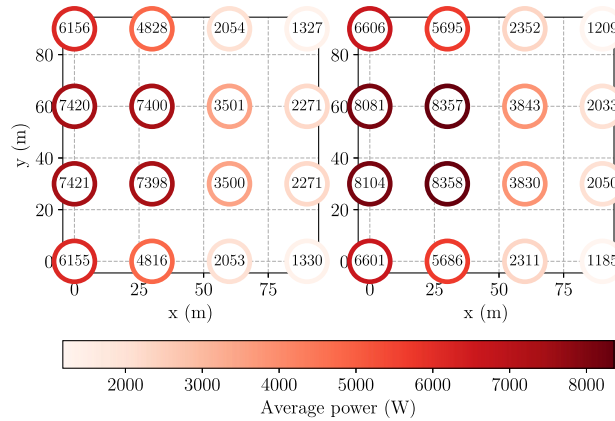 6156 4828 2054 1327 6606 5695 2352 1209
80 80
7420 7400 3501 2271 8081 8357 3843 2033
60 60
y (m)
40 40
7421 7398 3500 2271 8104 8358 3830 2050
20 20
6155 4816 2053 1330 6601 5686 2311 1185
0 0
0 25 50 75 0 25 50 75
x (m) x (m)
2000 3000 4000 5000 6000 7000 8000
Average power (W)